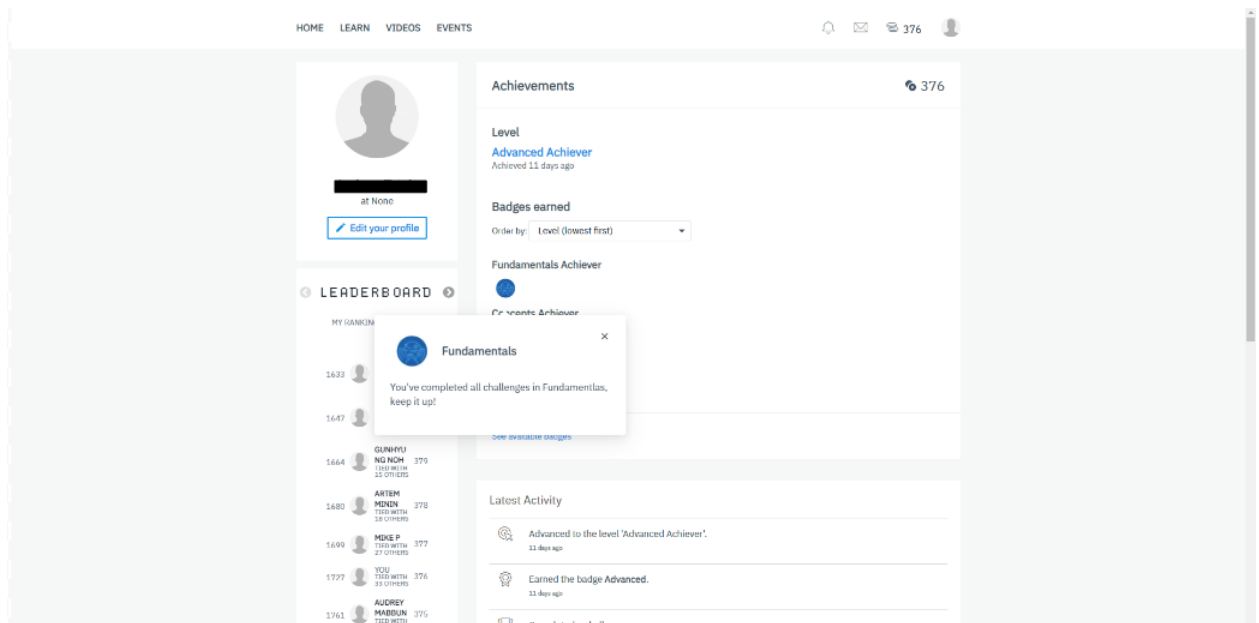 HOME LEARN VIDEOS EVENTS
376
at None
Edit your profile
LEADERBOARD
MY RANKING
1633
1647
1664 GUNHYU
NG NOH 379
TIED WITH
15 OTHERS
1680 ARTEM
MININ 378
TIED WITH
18 OTHERS
1699 MIKE P 377
TIED WITH
27 OTHERS
1727 YOU 376
TIED WITH
33 OTHERS
1761 AUDREY
MABBUN 375
TIED WITH
Achievements 376
Level
Advanced Achiever
Achieved 11 days ago
Badges earned
Order by: Level (lowest first)
Fundamentals Achiever
Concepts Achiever
Fundamentals
You've completed all challenges in Fundamentlas,
keep it up!
See available badges
Latest Activity
Advanced to the level 'Advanced Achiever'.
11 days ago
Earned the badge Advanced.
11 days ago